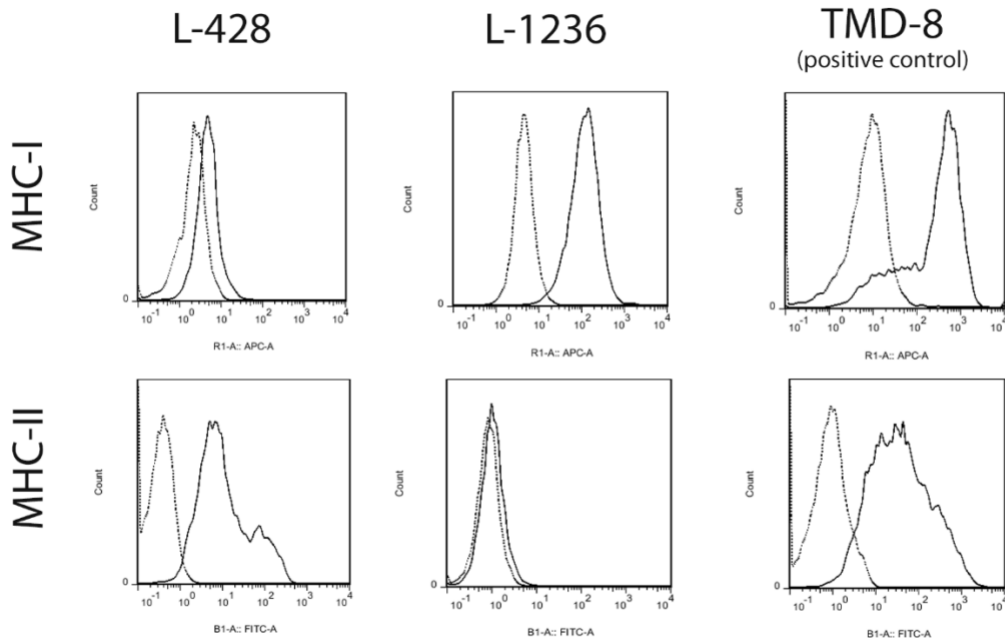 L-428
L-1236
TMD-8
(positive control)
MHC-I
Count
0
10^-1 10^0 10^1 10^2 10^3 10^4
R1-A:: APC-A
Count
0
10^-1 10^0 10^1 10^2 10^3 10^4
R1-A:: APC-A
Count
0
10^-1 10^0 10^1 10^2 10^3 10^4
R1-A:: APC-A
MHC-II
Count
0
10^-1 10^0 10^1 10^2 10^3 10^4
B1-A:: FITC-A
Count
0
10^-1 10^0 10^1 10^2 10^3 10^4
B1-A:: FITC-A
Count
0
10^-1 10^0 10^1 10^2 10^3 10^4
B1-A:: FITC-A